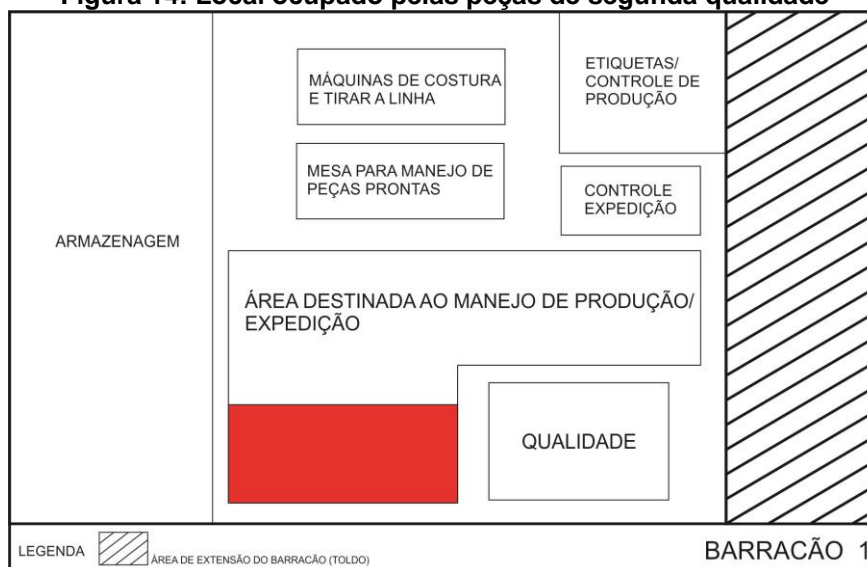 Figura 14: Local ocupado pelas peças de segunda qualidade
MÁQUINAS DE COSTURA
E TIRAR A LINHA
ETIQUETAS/
CONTROLE DE
PRODUÇÃO
MESA PARA MANEJO DE
PEÇAS PRONTAS
CONTROLE
EXPEDIÇÃO
ARMAZENAGEM
ÁREA DESTINADA AO MANEJO DE PRODUÇÃO/
EXPEDIÇÃO
QUALIDADE
LEGENDA
ÁREA DE EXTENSÃO DO BARRACÃO (TOLDO)
BARRACÃO 1